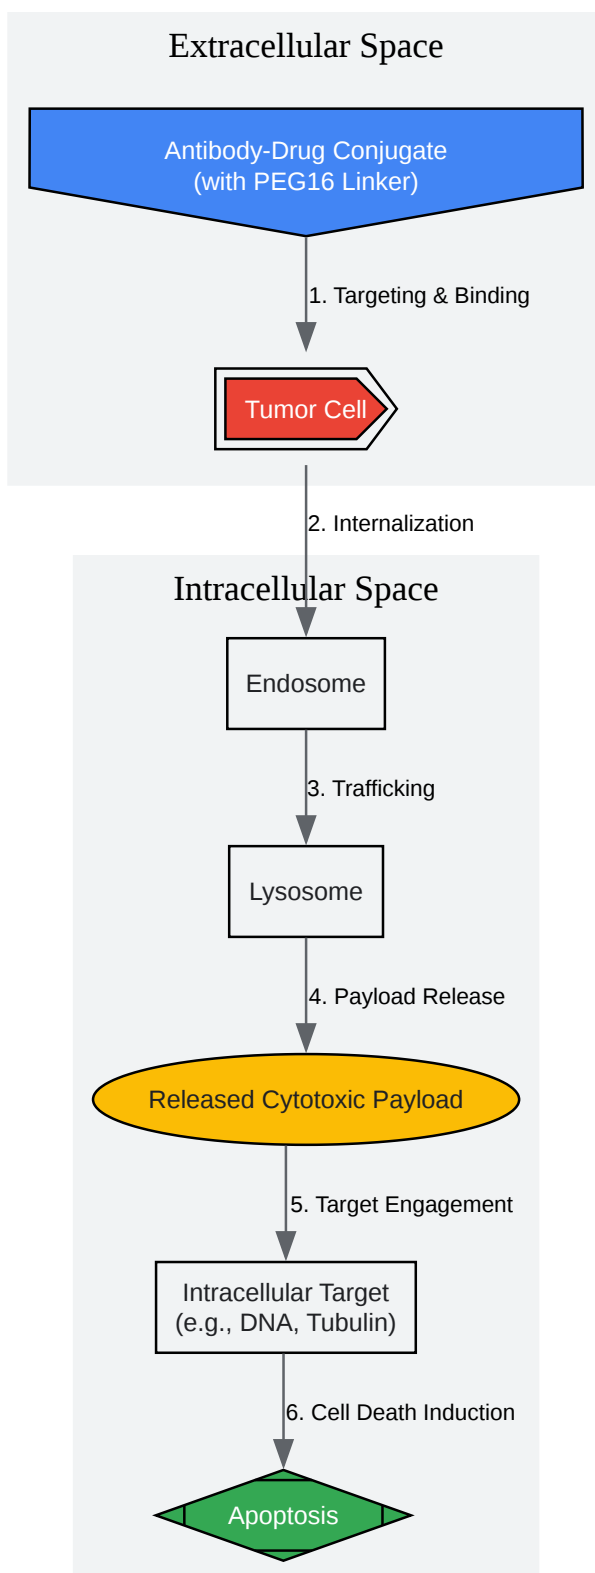 Extracellular Space
Antibody-Drug Conjugate
(with PEG16 Linker)
1. Targeting & Binding
Tumor Cell
2. Internalization
Intracellular Space
Endosome
3. Trafficking
Lysosome
4. Payload Release
Released Cytotoxic Payload
5. Target Engagement
Intracellular Target
(e.g., DNA, Tubulin)
6. Cell Death Induction
Apoptosis